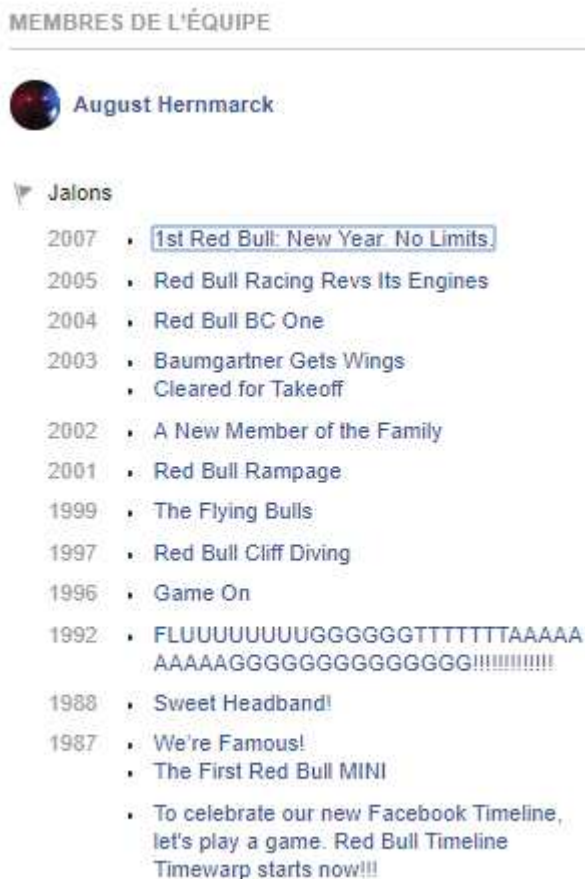 MEMBRES DE L'ÉQUIPE
August Hernmarck
Jalons
2007 • 1st Red Bull: New Year. No Limits.
2005 • Red Bull Racing Revs Its Engines
2004 • Red Bull BC One
2003 • Baumgartner Gets Wings
• Cleared for Takeoff
2002 • A New Member of the Family
2001 • Red Bull Rampage
1999 • The Flying Bulls
1997 • Red Bull Cliff Diving
1996 • Game On
1992 • FLUUUUUUUUGGGGGGTTTTTTTAAAAA
AAAAAGGGGGGGGGGGGGG!!!!!!!!!!!!!
1988 • Sweet Headband!
1987 • We're Famous!
• The First Red Bull MINI
• To celebrate our new Facebook Timeline,
let's play a game. Red Bull Timeline
Timewarp starts now!!!